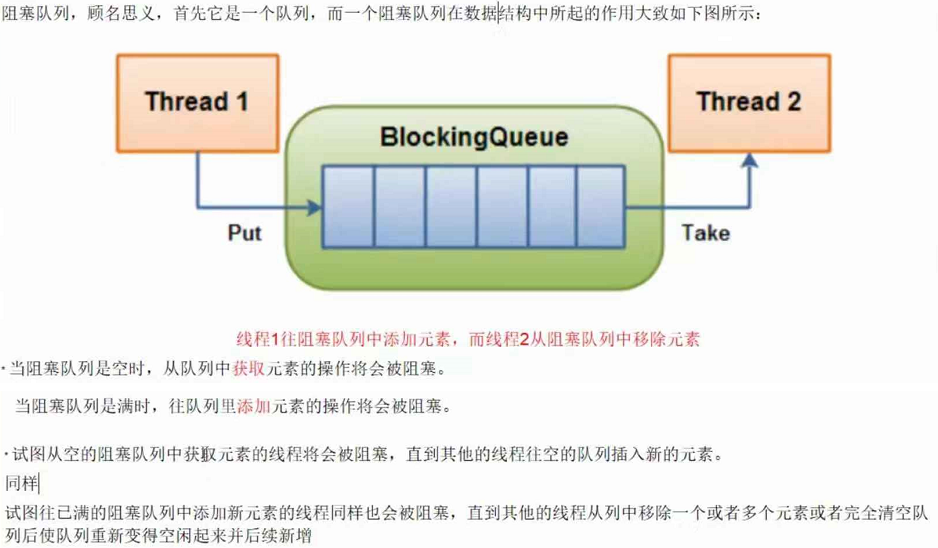 阻塞队列，顾名思义，首先它是一个队列，而一个阻塞队列在数据结构中所起的作用大致如下图所示：
Thread 1
Thread 2
BlockingQueue
Put
Take
线程1往阻塞队列中添加元素，而线程2从阻塞队列中移除元素
·当阻塞队列是空时，从队列中获取元素的操作将会被阻塞。
当阻塞队列是满时，往队列里添加元素的操作将会被阻塞。
·试图从空的阻塞队列中获取元素的线程将会被阻塞，直到其他的线程往空的队列插入新的元素。
同样
试图往已满的阻塞队列中添加新元素的线程同样也会被阻塞，直到其他的线程从列中移除一个或者多个元素或者完全清空队
列后使队列重新变得空闲起来并后续新增